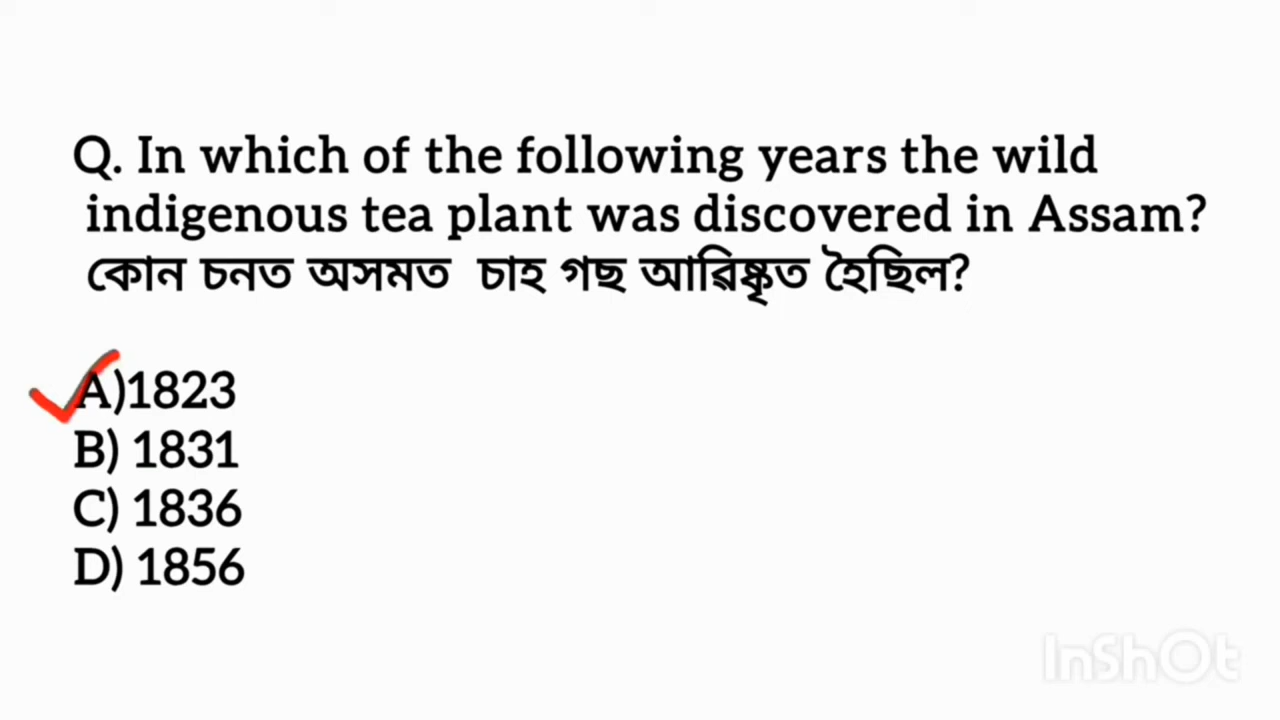 Q. In which of the following years the wild
indigenous tea plant was discovered in Assam?
কোন চনত অসমত চাহ গছ আৱিষ্কৃত হৈছিল?
A)1823
B) 1831
C) 1836
D) 1856
InShOt